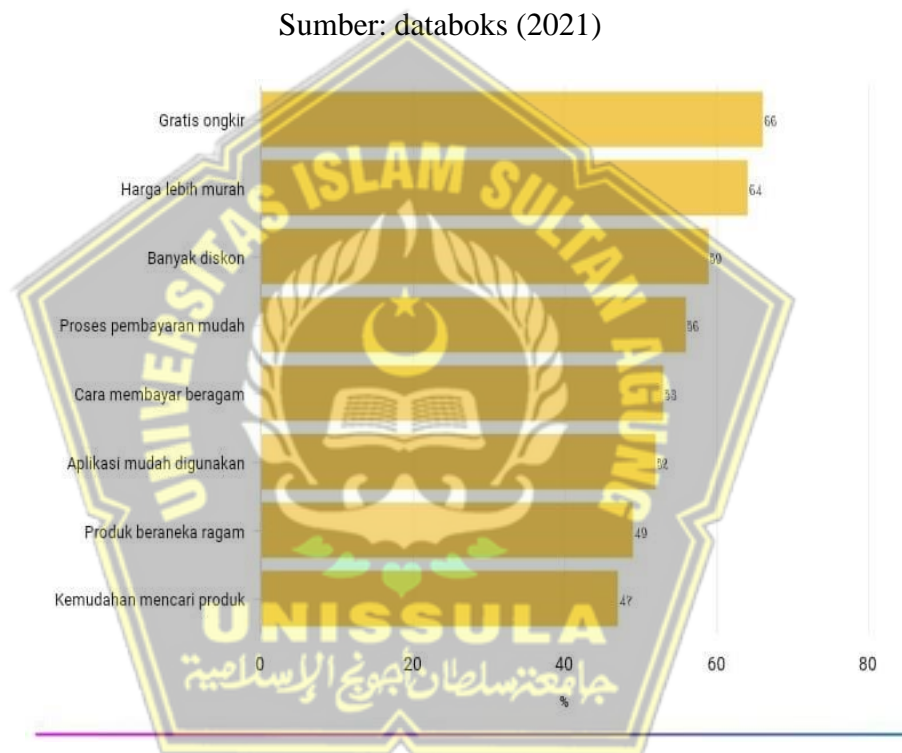 Sumber: databoks (2021)
Gratis ongkir 66
Harga lebih murah 64
Banyak diskon 59
Proses pembayaran mudah 56
Cara membayar beragam 53
Aplikasi mudah digunakan 52
Produk beraneka ragam 49
Kemudahan mencari produk 47
0 20 40 60 80
%
UNIVERSITAS ISLAM SULTAN AGUNG
UNISSULA
جامعتنسلطان أجونج الإسلامية